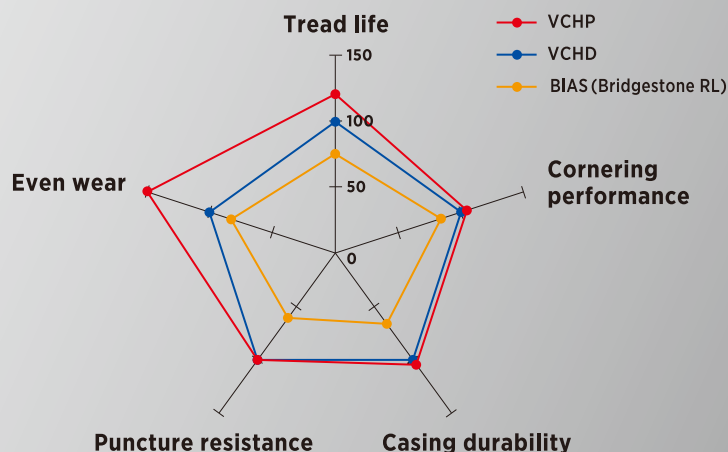 Tread life
VCHP
VCHD
BIAS (Bridgestone RL)
150
100
50
0
Even wear
Cornering
performance
Puncture resistance
Casing durability